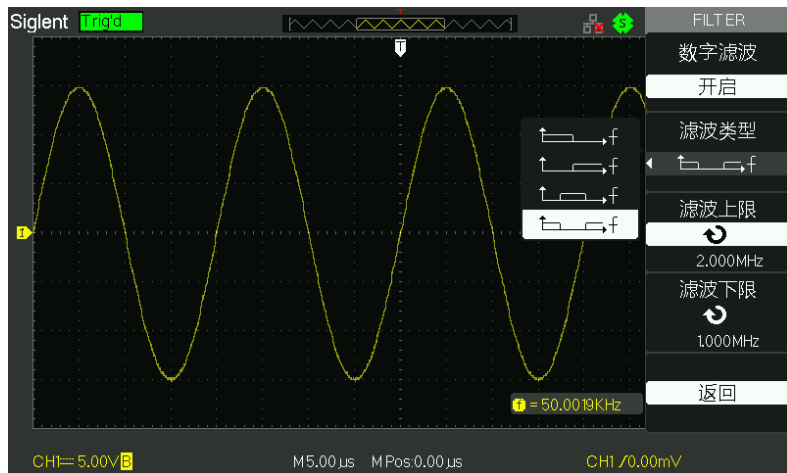 Siglent Trig'd
T
S
FILTER
数字滤波
开启
滤波类型
f
f
f
f
f
滤波上限
2.000MHz
滤波下限
1.000MHz
返回
1
f = 50.0019KHz
CH1 5.00V B
M 5.00μs M Pos:0.00μs
CH1 0.00mV